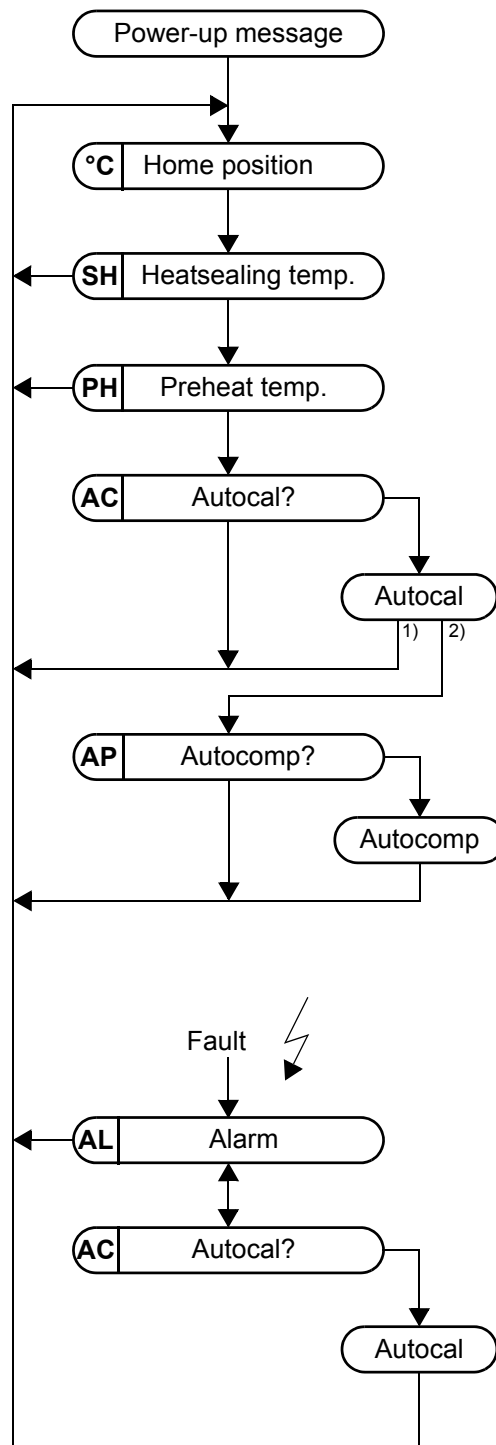 Power-up message
°C Home position
SH Heatsealing temp.
PH Preheat temp.
AC Autocal?
Autocal
1) 2)
AP Autocomp?
Autocomp
Fault
AL Alarm
AC Autocal?
Autocal